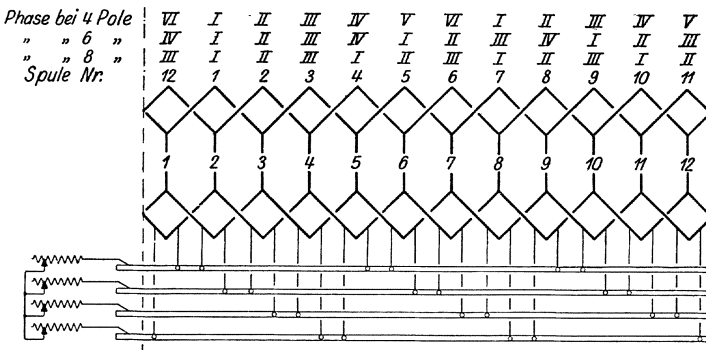 Phase bei 4 Pole VI I II III IV V VI I II III IV V
„ „ 6 „ IV I II III IV I II III IV I II III
„ „ 8 „ III I II III I II III I II III I II
Spule Nr. 12 1 2 3 4 5 6 7 8 9 10 11
1 2 3 4 5 6 7 8 9 10 11 12